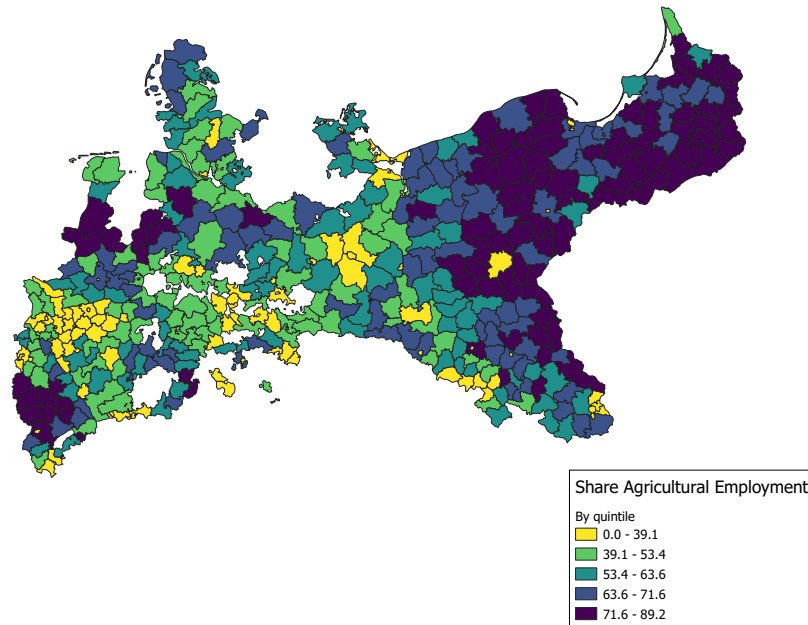 Share Agricultural Employment
By quintile
0.0 - 39.1
39.1 - 53.4
53.4 - 63.6
63.6 - 71.6
71.6 - 89.2